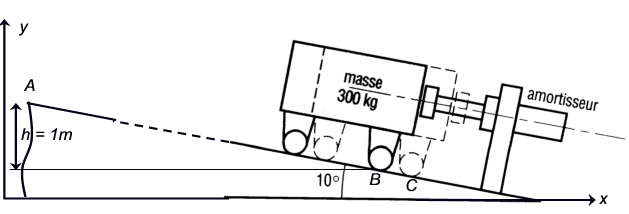 y
A
masse
300 kg
amortisseur
h = 1m
10°
B
C
x